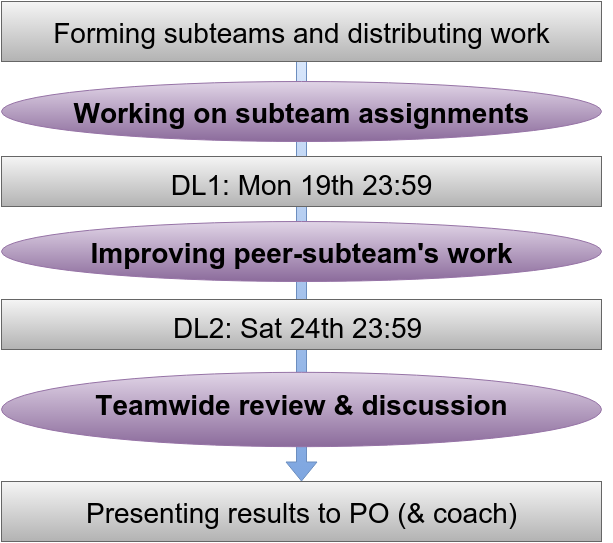 Forming subteams and distributing work
Working on subteam assignments
DL1: Mon 19th 23:59
Improving peer-subteam's work
DL2: Sat 24th 23:59
Teamwide review & discussion
Presenting results to PO (& coach)